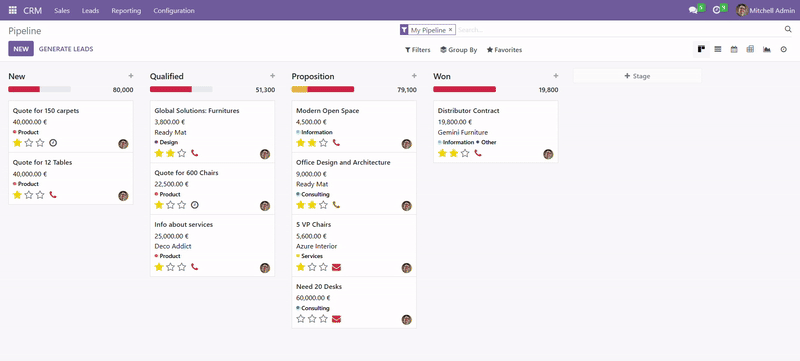 CRM Sales Leads Reporting Configuration 5 9 Mitchell Admin
Pipeline My Pipeline × Search...
NEW GENERATE LEADS Filters Group By Favorites
New + Qualified + Proposition + Won + + Stage
80,000 51,300 79,100 19,800
Quote for 150 carpets
40,000.00 €
Product
Quote for 12 Tables
40,000.00 €
Product
Global Solutions: Furnitures
3,800.00 €
Ready Mat
Design
Quote for 600 Chairs
22,500.00 €
Product
Info about services
25,000.00 €
Deco Addict
Product
Modern Open Space
4,500.00 €
Information
Office Design and Architecture
9,000.00 €
Ready Mat
Consulting
5 VP Chairs
5,600.00 €
Azure Interior
Services
Need 20 Desks
60,000.00 €
Consulting
Distributor Contract
19,800.00 €
Gemini Furniture
Information Other